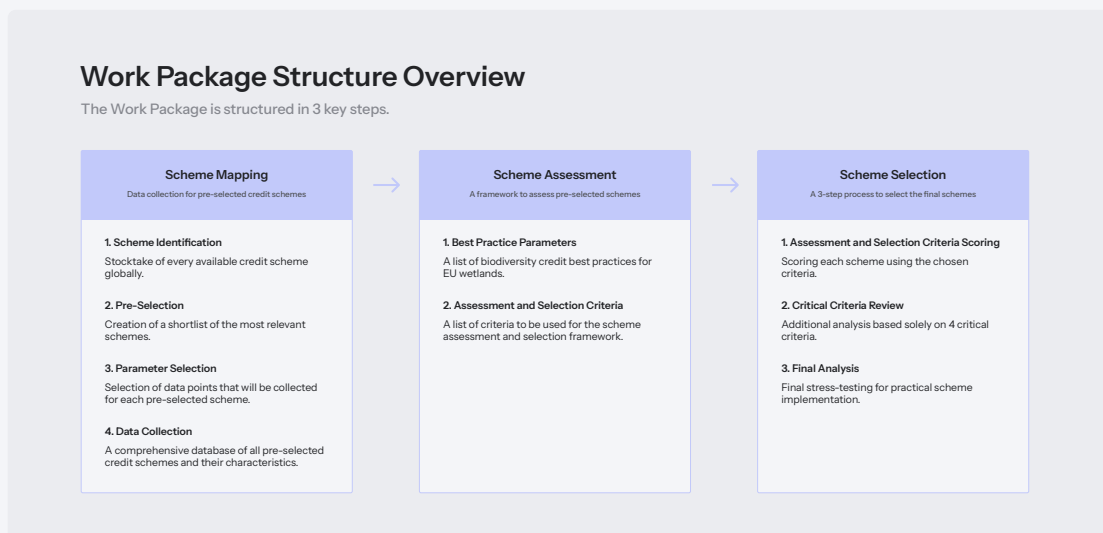 Work Package Structure Overview
The Work Package is structured in 3 key steps.
Scheme Mapping
Data collection for pre-selected credit schemes
1. Scheme Identification
Stocktake of every available credit scheme
globally.
2. Pre-Selection
Creation of a shortlist of the most relevant
schemes.
3. Parameter Selection
Selection of data points that will be collected
for each pre-selected scheme.
4. Data Collection
A comprehensive database of all pre-selected
credit schemes and their characteristics.
Scheme Assessment
A framework to assess pre-selected schemes
1. Best Practice Parameters
A list of biodiversity credit best practices for
EU wetlands.
2. Assessment and Selection Criteria
A list of criteria to be used for the scheme
assessment and selection framework.
Scheme Selection
A 3-step process to select the final schemes
1. Assessment and Selection Criteria Scoring
Scoring each scheme using the chosen
criteria.
2. Critical Criteria Review
Additional analysis based solely on 4 critical
criteria.
3. Final Analysis
Final stress-testing for practical scheme
implementation.